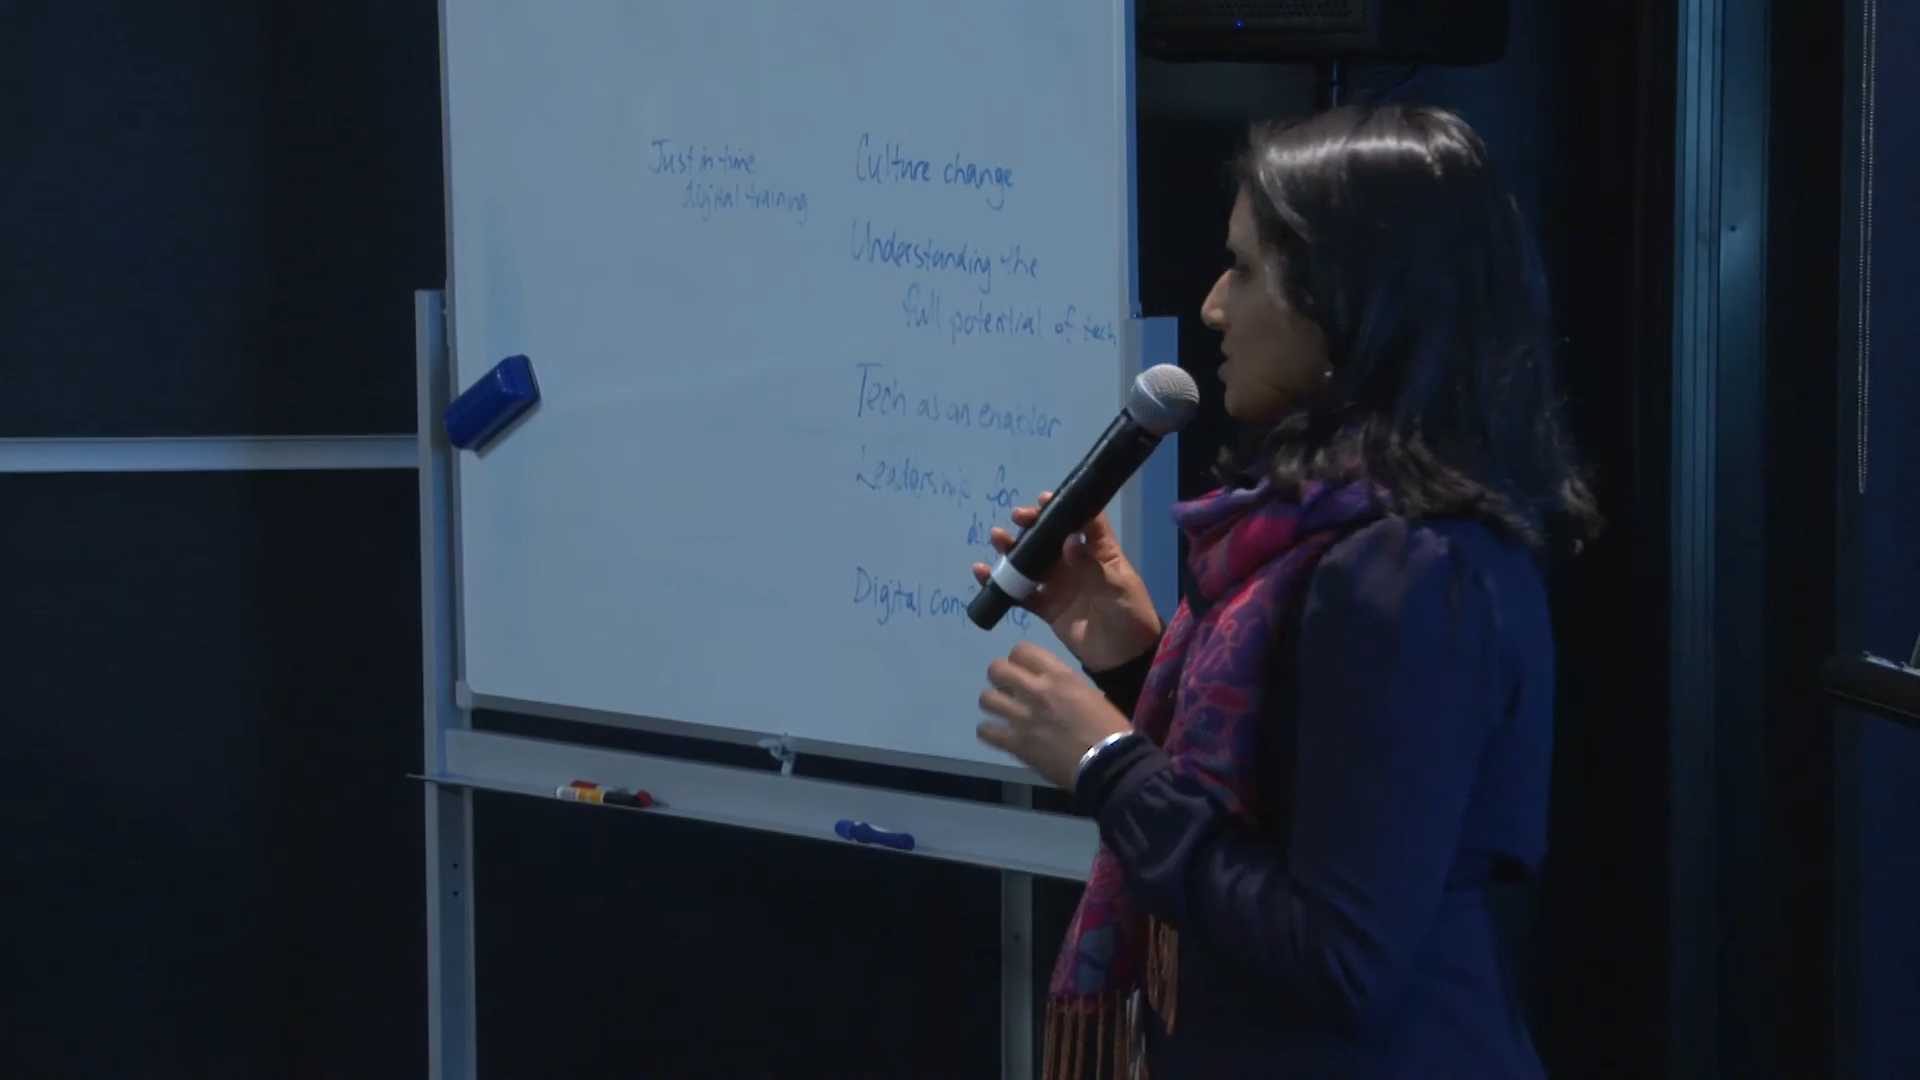 Just in time
digital training
Culture change
Understanding the
full potential of tech
Tech as an enabler
Leadership for
Digital